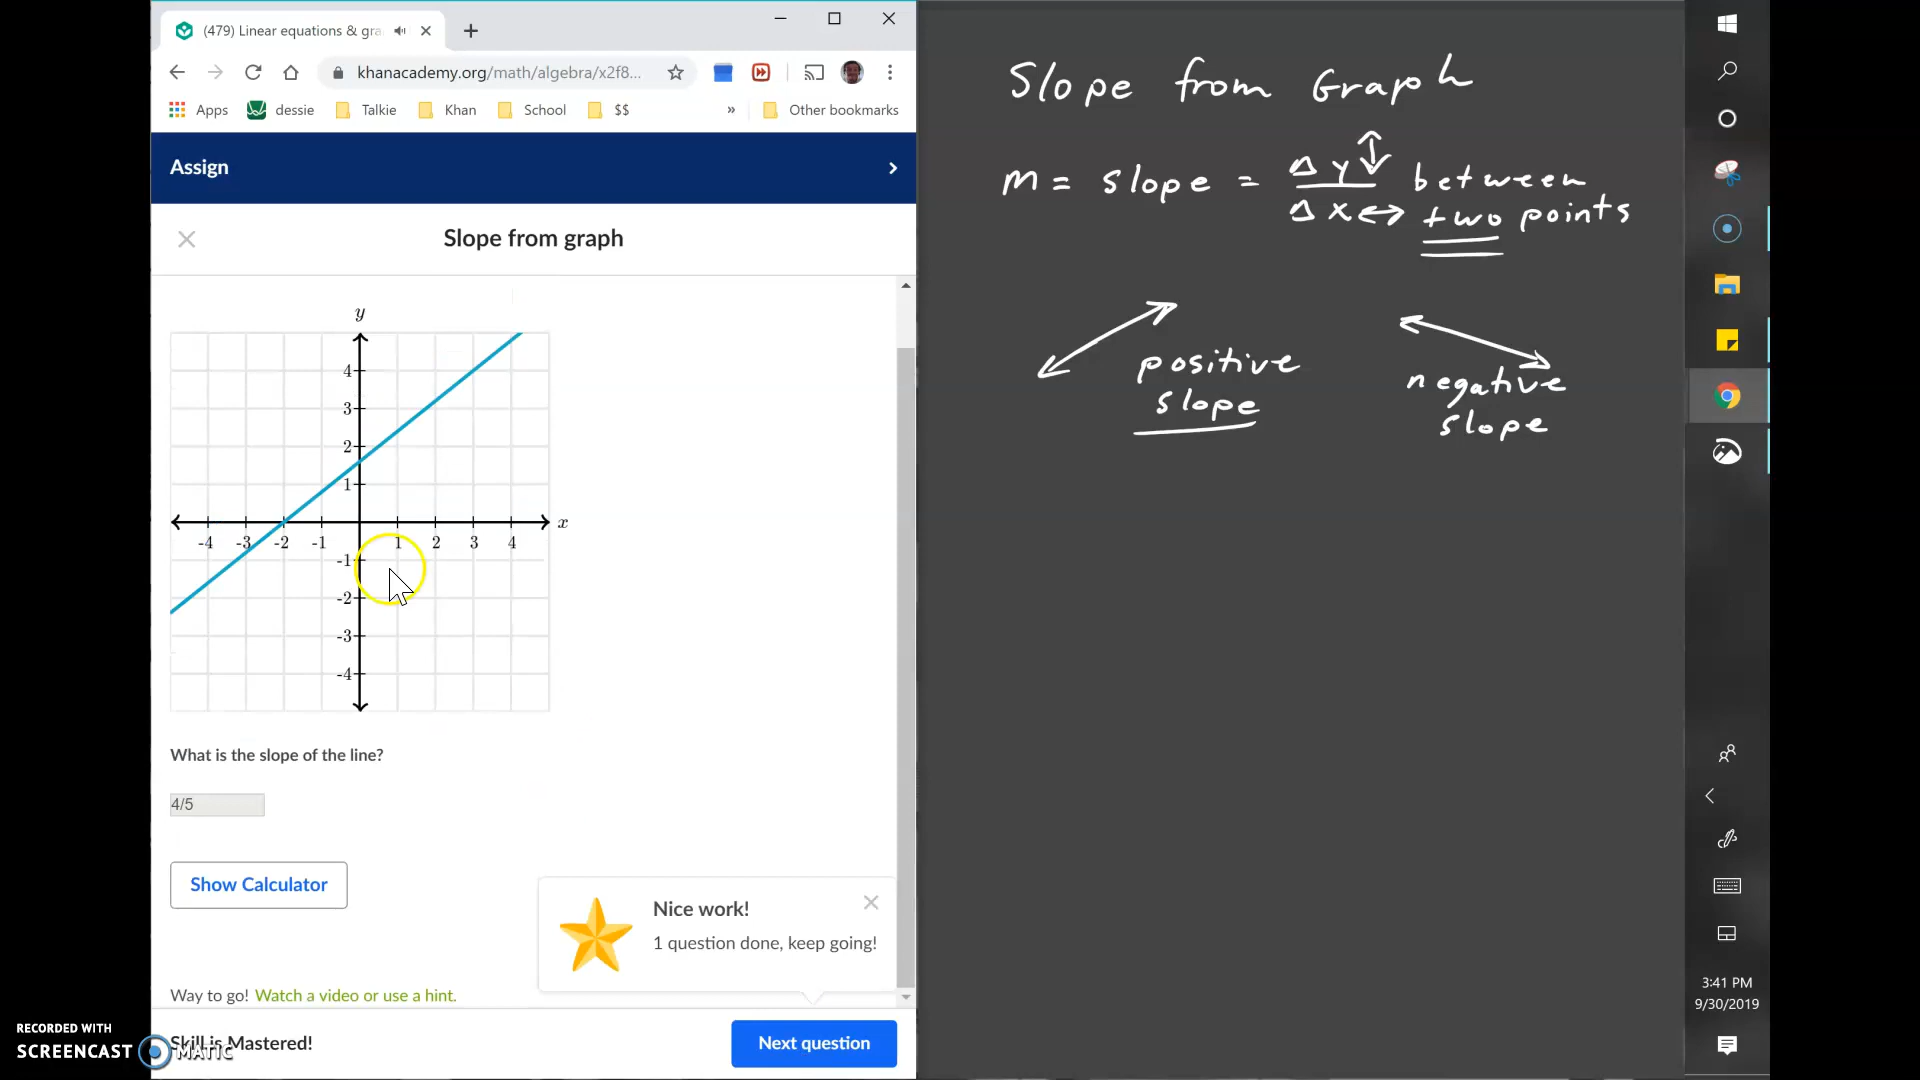 (479) Linear equations & gra
khanacademy.org/math/algebra/x2f8...
Apps dessie Talkie Khan School $$ » Other bookmarks
Assign
Slope from graph
y
4
3
2
1
x
-4 -3 -2 -1 1 2 3 4
-1
-2
-3
-4
What is the slope of the line?
4/5
Show Calculator
Nice work!
1 question done, keep going!
Way to go! Watch a video or use a hint.
Skill is Mastered!
Next question
Slope from Graph
m = slope = Δ y between
Δ x two points
positive
slope
negative
slope
3:41 PM
9/30/2019
RECORDED WITH
SCREENCAST MATIC